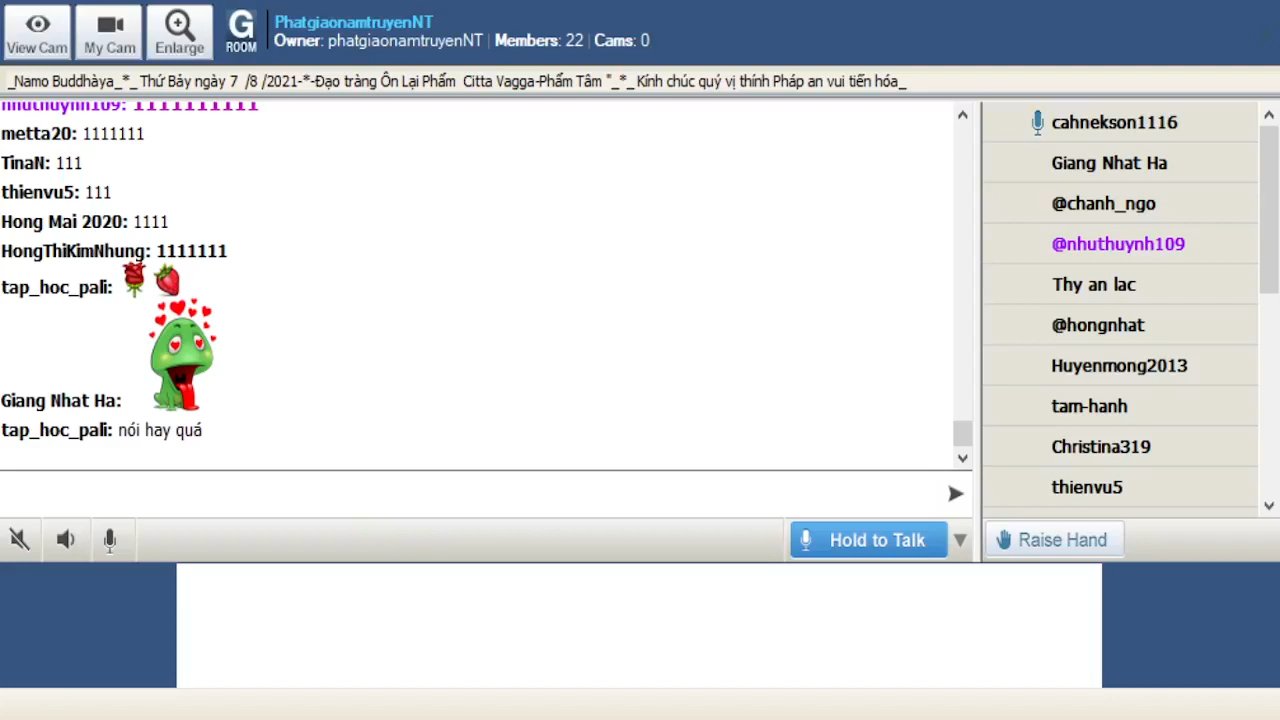 View Cam
My Cam
Enlarge
G
ROOM
PhatgiaonamtruyenNT
Owner: phatgiaonamtruyenNT | Members: 22 | Cams: 0
_Namo Buddhàya_*_ Thứ Bảy ngày 7 /8 /2021-*-Đạo tràng Ôn Lại Phẩm Citta Vagga-Phẩm Tâm "_*_ Kính chúc quý vị thính Pháp an vui tiến hóa_
nhuthuynh109: 11111111111
metta20: 1111111
TinaN: 111
thienvu5: 111
Hong Mai 2020: 1111
HongThiKimNhung: 1111111
tap_hoc_pali:
Giang Nhat Ha:
tap_hoc_pali: nói hay quá
cahnekson1116
Giang Nhat Ha
@chanh_ngo
@nhuthuynh109
Thy an lac
@hongnhat
Huyenmong2013
tam-hanh
Christina319
thienvu5
Hold to Talk
Raise Hand